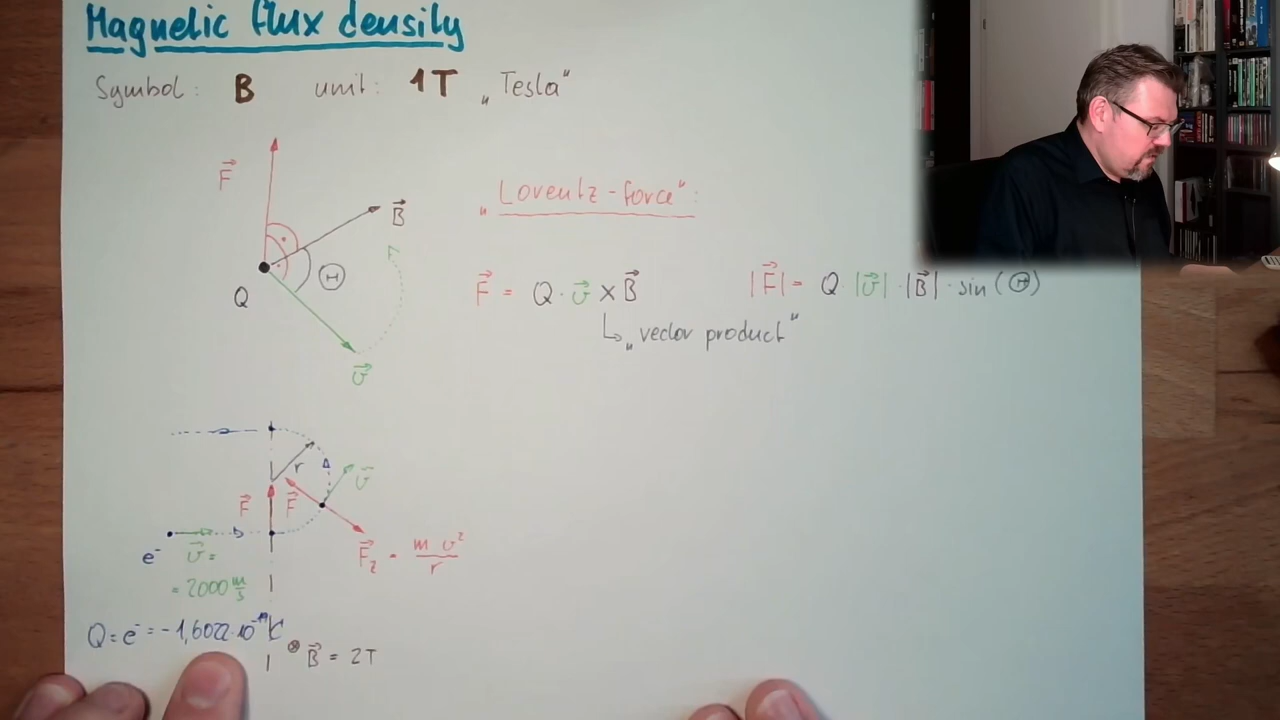 Magnetic flux density
Symbol: B unit: 1T „Tesla"
F⃗
B⃗
Θ
Q
v⃗
„Lorentz-force":
F⃗ = Q · v⃗ × B⃗
|F⃗| = Q · |v⃗| · |B⃗| · sin(Θ)
↳ „vector product"
r
v⃗
F⃗ F⃗
e⁻ v⃗ =
= 2000 m/s
F⃗z = m v²/r
Q = e⁻ = -1,6022·10⁻¹⁹ C
⊗ B⃗ = 2T